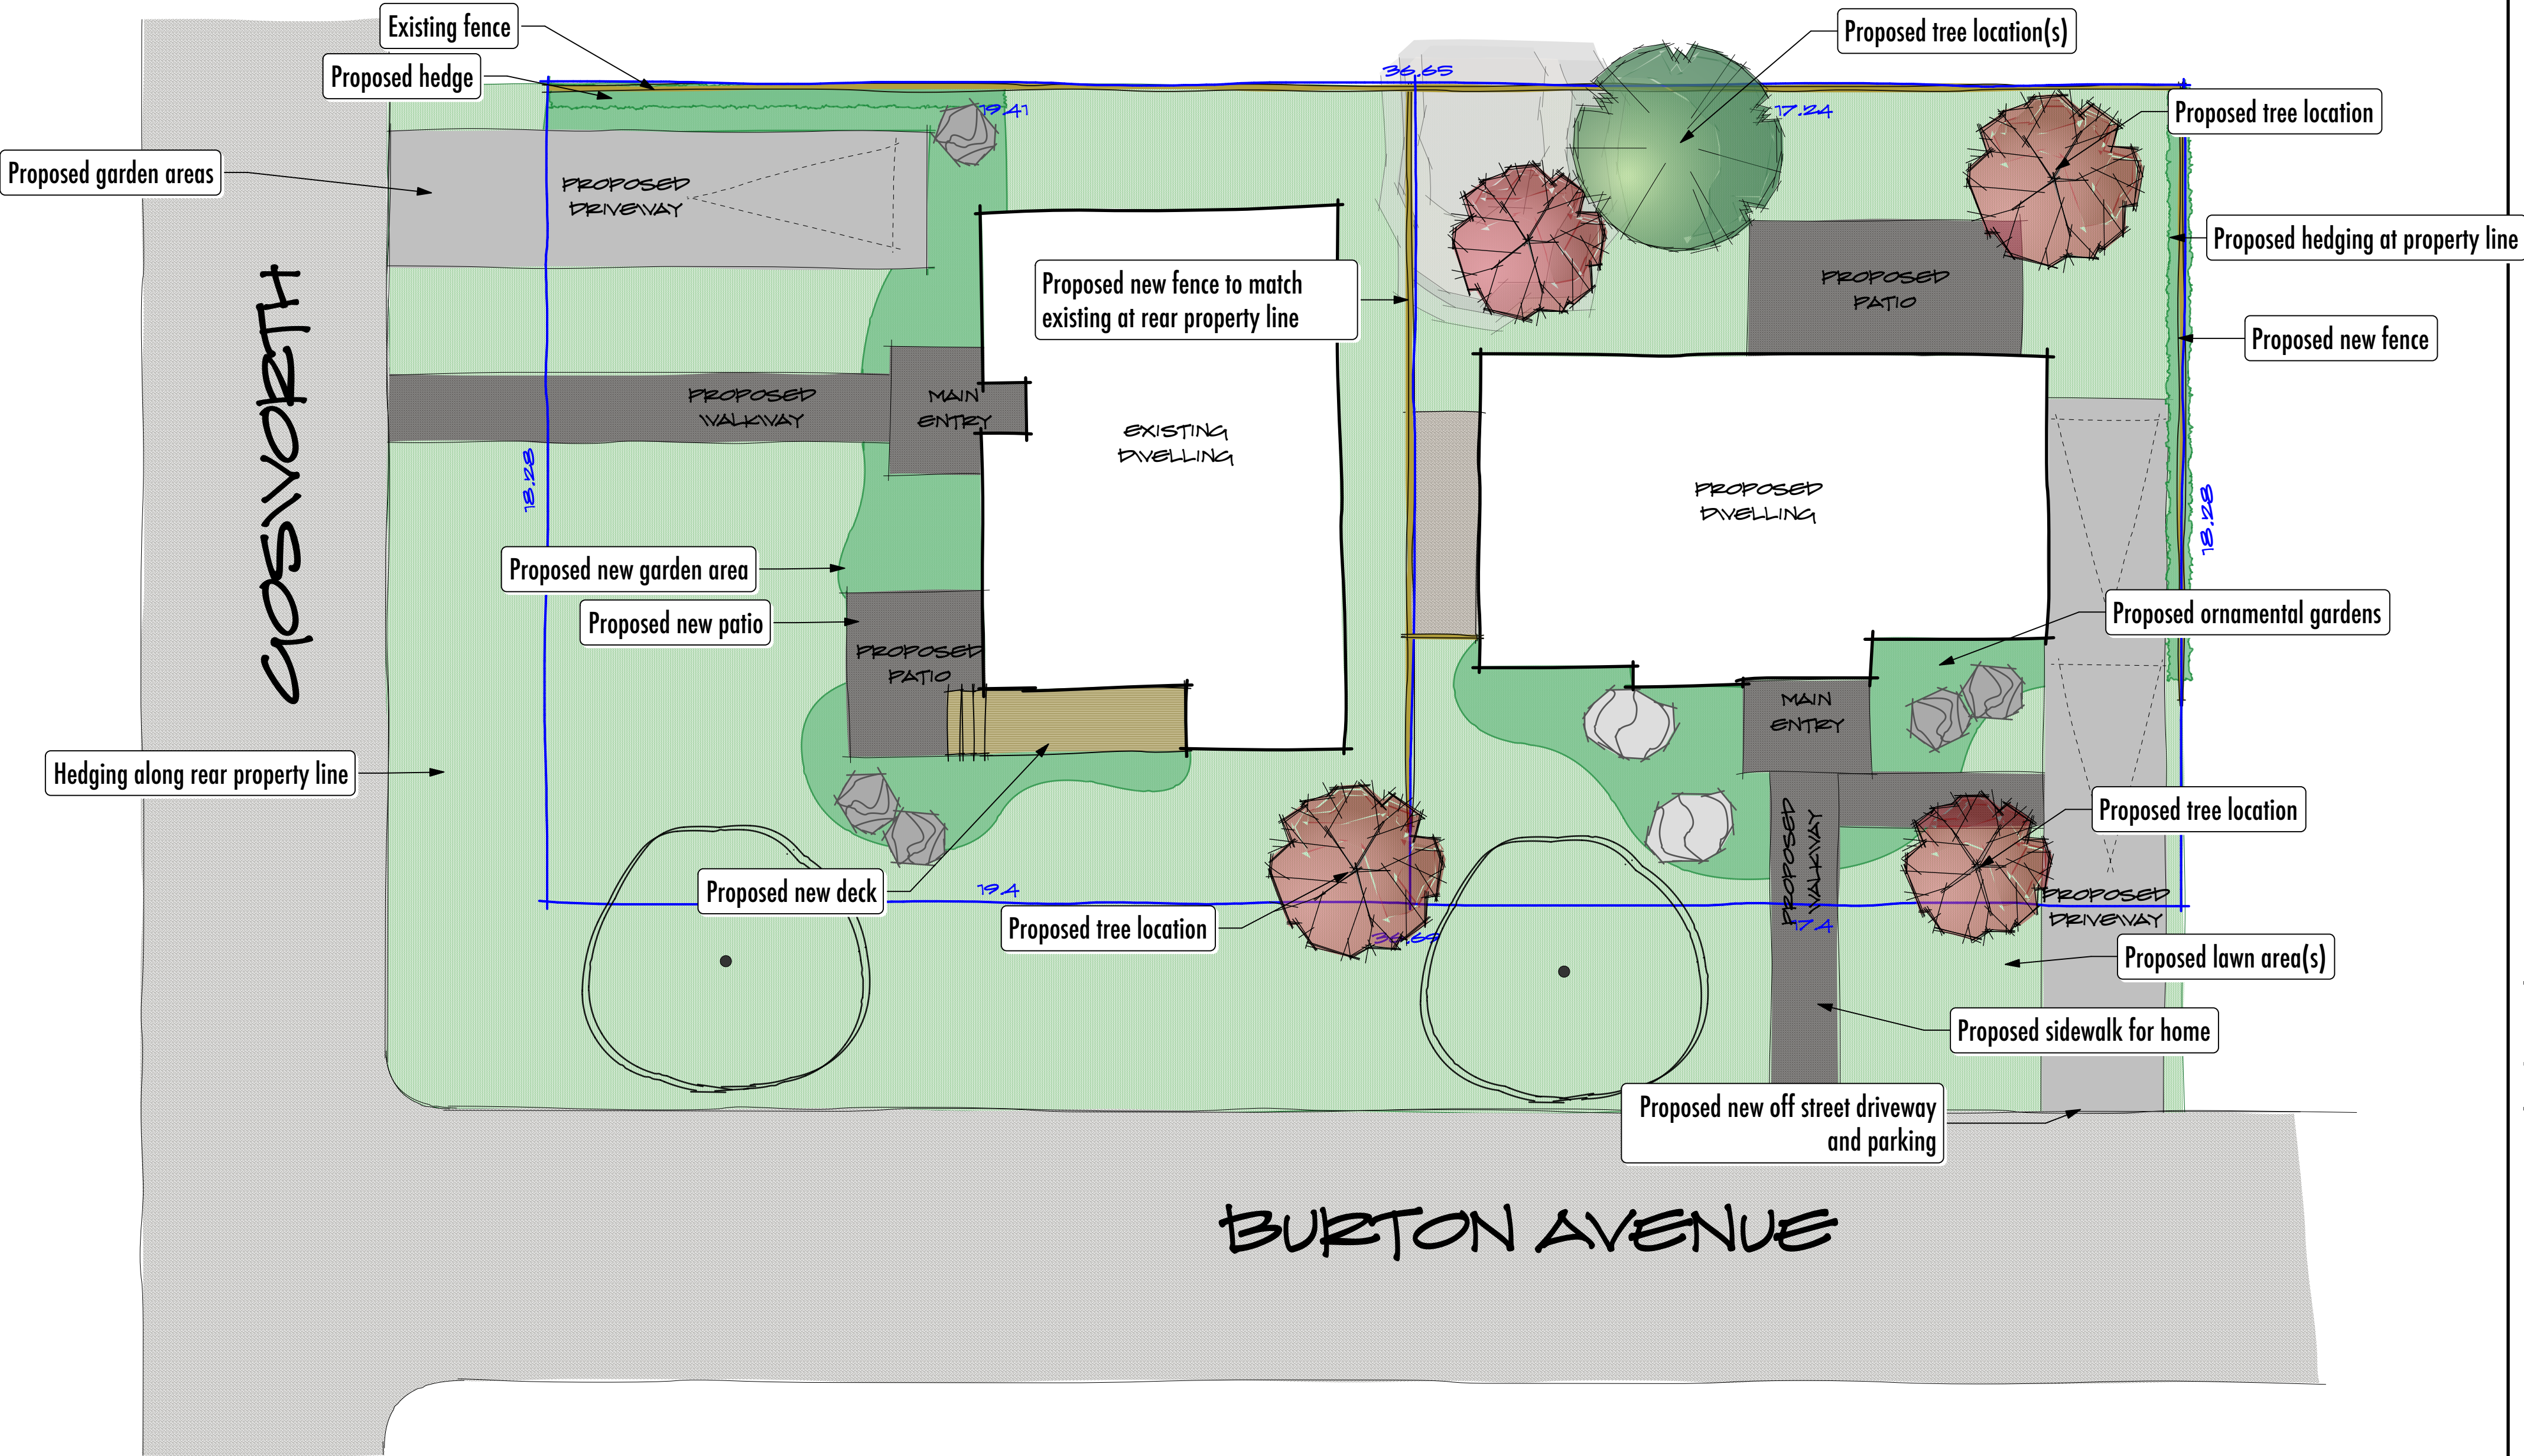 Existing fence
Proposed tree location(s)
Proposed hedge
36.65
19.41
17.24
Proposed tree location
Proposed garden areas
PROPOSED
DRIVEWAY
Proposed hedging at property line
Proposed new fence to match
existing at rear property line
PROPOSED
PATIO
Proposed new fence
GOSWORTH
PROPOSED
WALKWAY
MAIN
ENTRY
EXISTING
DWELLING
18.28
PROPOSED
DWELLING
18.28
Proposed new garden area
Proposed new patio
Proposed ornamental gardens
PROPOSED
PATIO
MAIN
ENTRY
Hedging along rear property line
Proposed tree location
PROPOSED
WALKWAY
Proposed new deck
19.4
PROPOSED
DRIVEWAY
Proposed tree location
36.69
17.4
Proposed lawn area(s)
Proposed sidewalk for home
Proposed new off street driveway
and parking
BURTON AVENUE